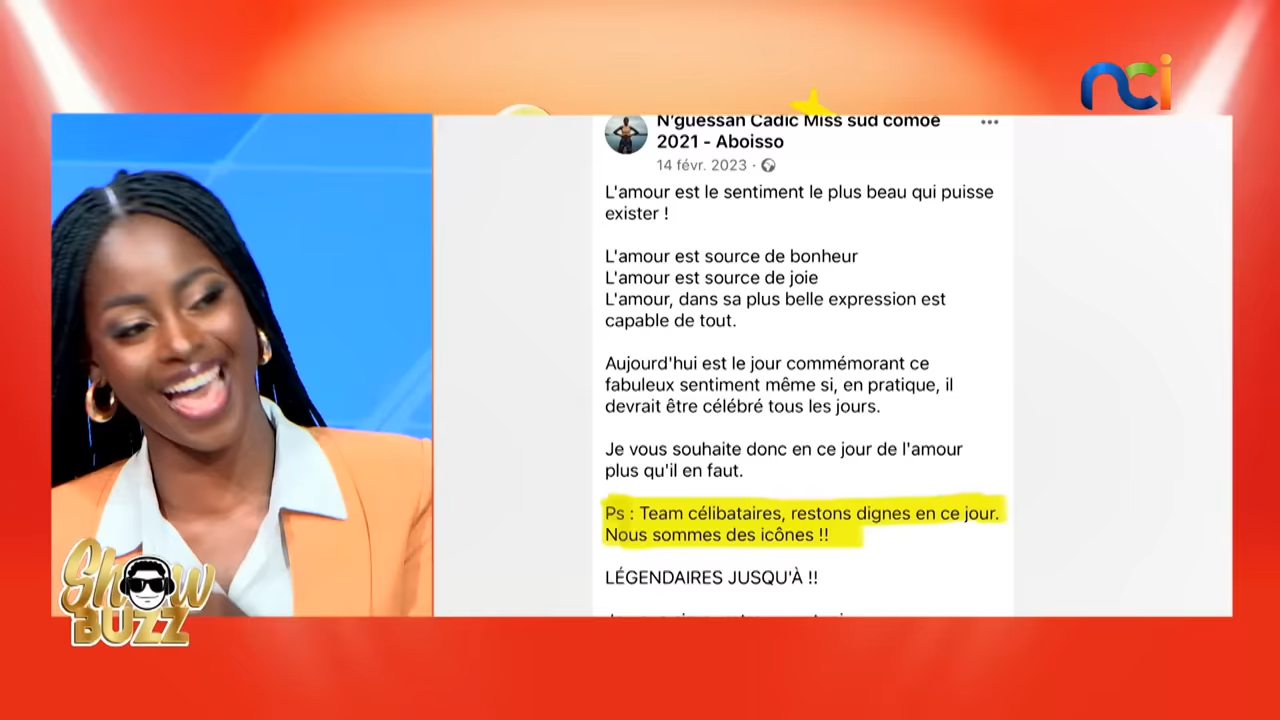 nci
N'guessan Cadic Miss sud comoé
2021 - Aboisso
14 févr. 2023
L'amour est le sentiment le plus beau qui puisse
exister !
L'amour est source de bonheur
L'amour est source de joie
L'amour, dans sa plus belle expression est
capable de tout.
Aujourd'hui est le jour commémorant ce
fabuleux sentiment même si, en pratique, il
devrait être célébré tous les jours.
Je vous souhaite donc en ce jour de l'amour
plus qu'il en faut.
Ps : Team célibataires, restons dignes en ce jour.
Nous sommes des icônes !!
LÉGENDAIRES JUSQU'À !!
Show
BUZZ